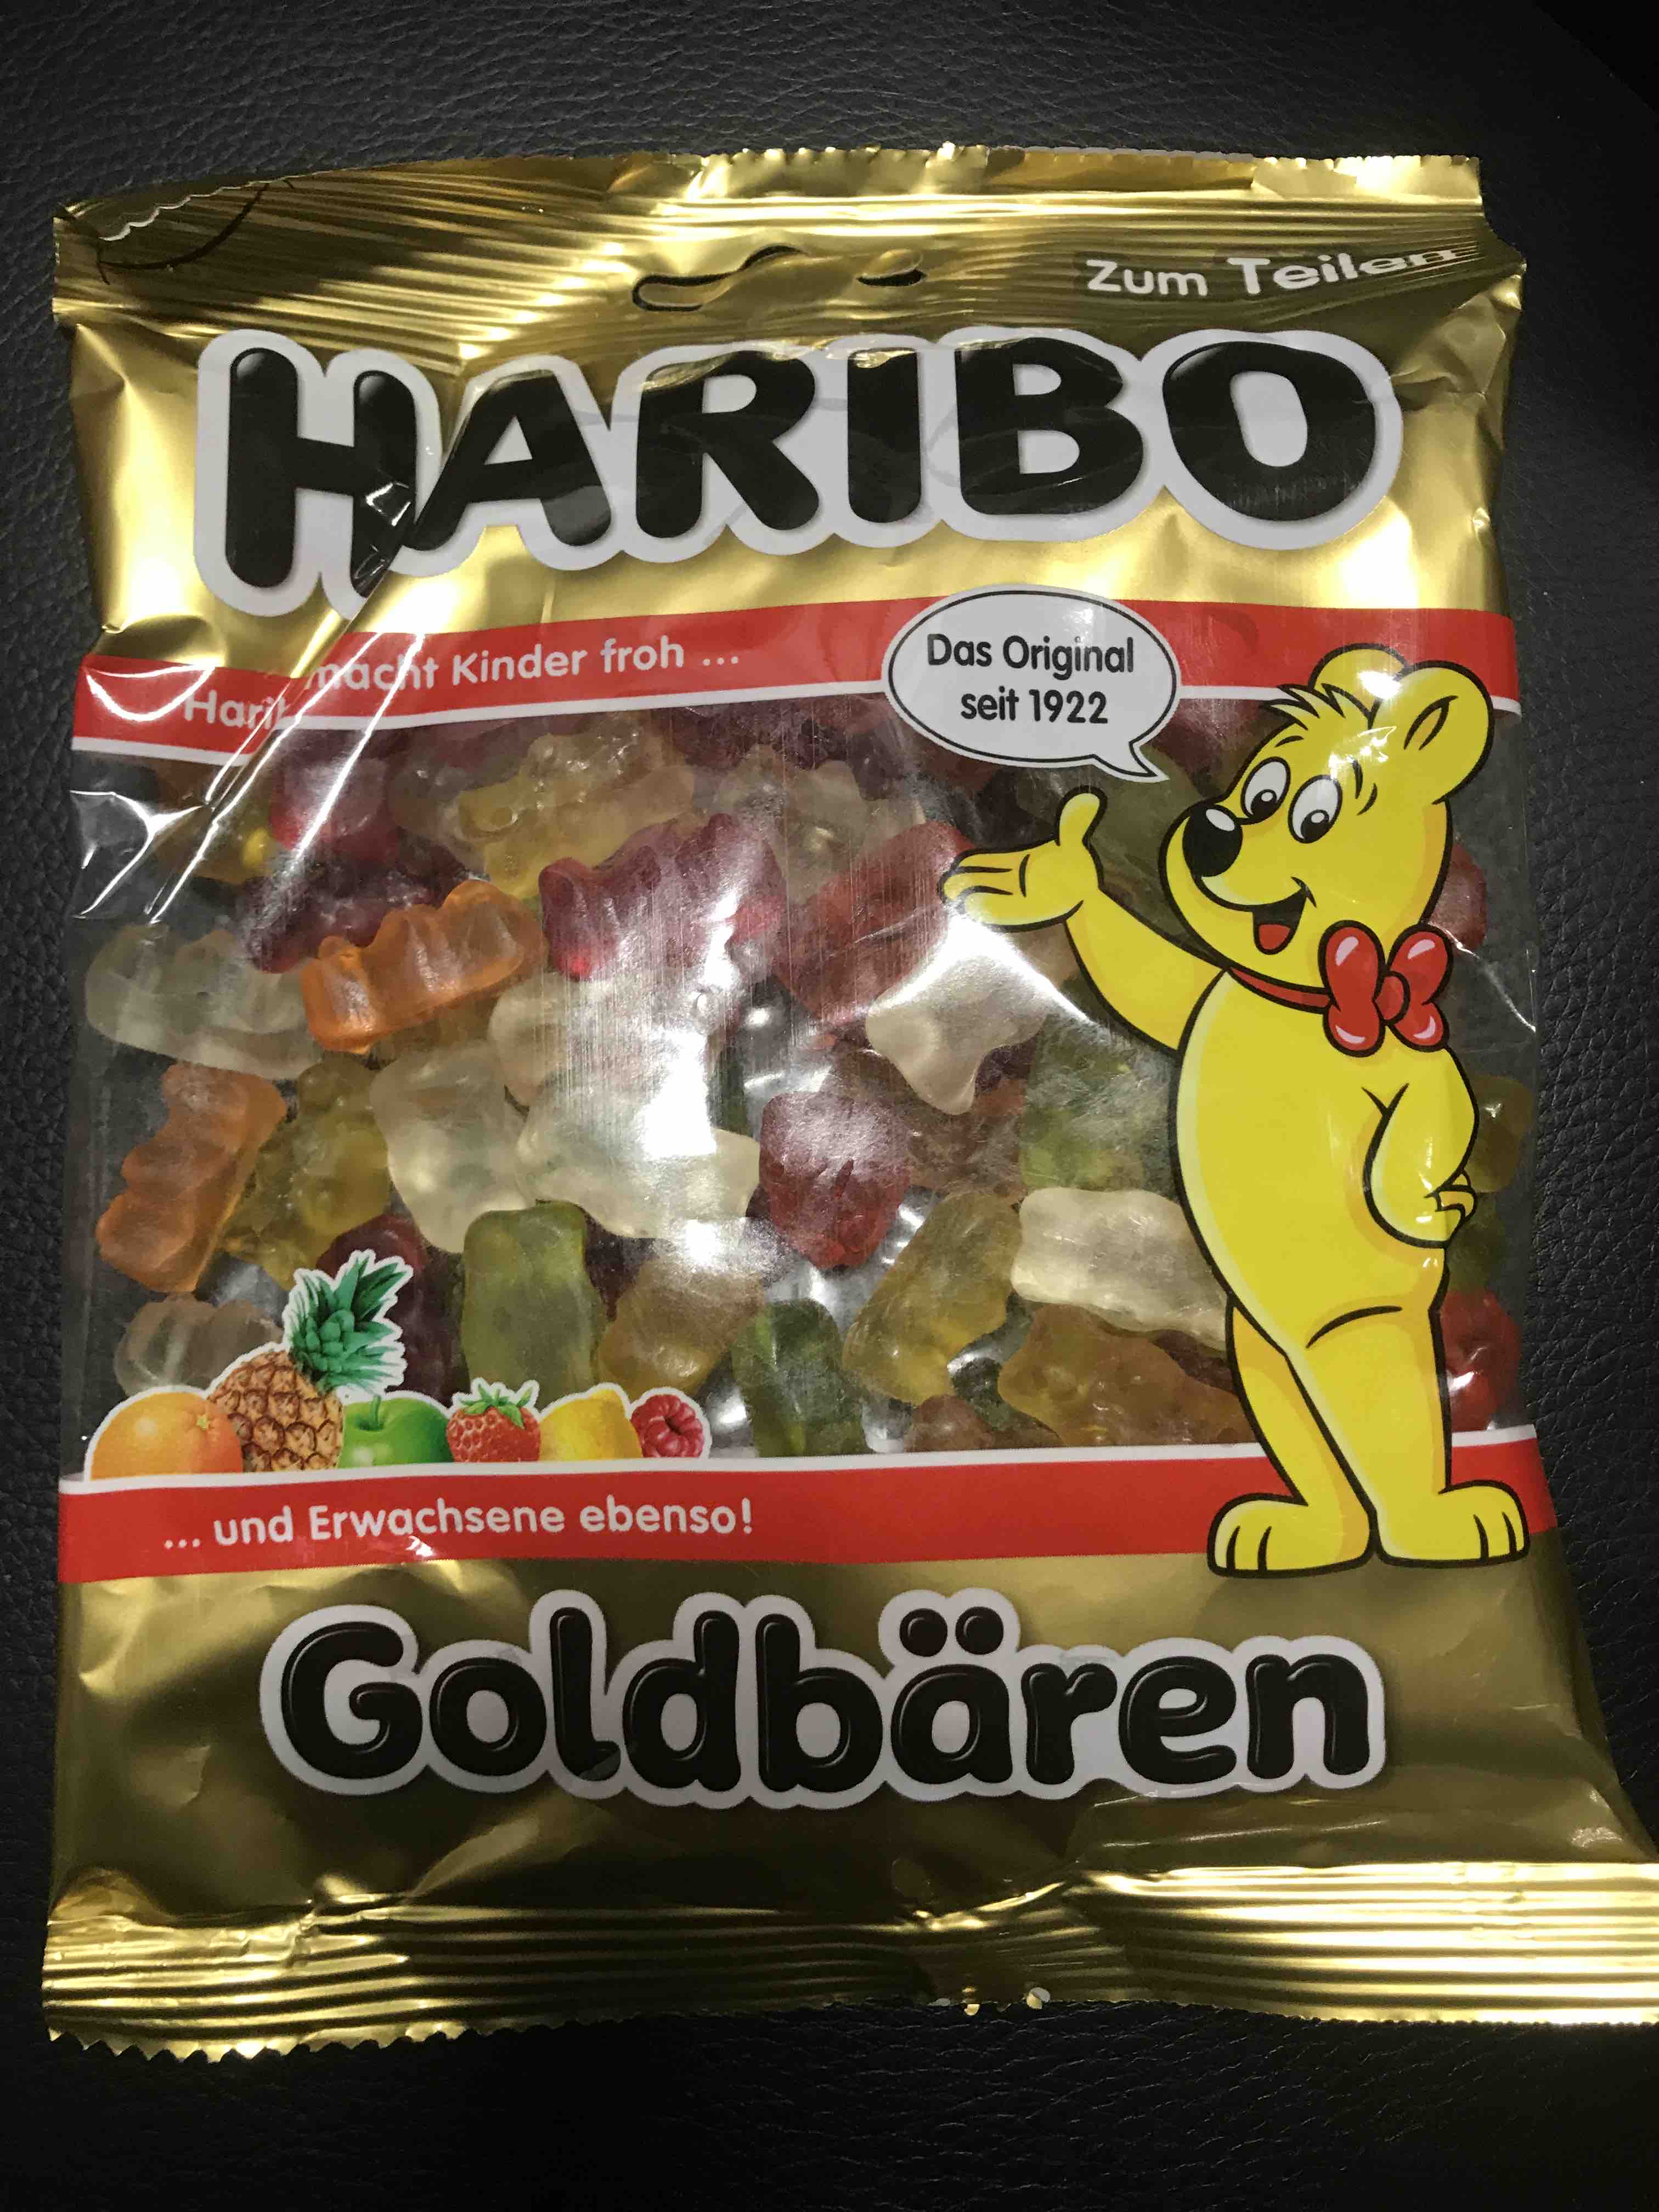 Zum Teilen
HARIBO
macht Kinder froh ...
Das Original
seit 1922
... und Erwachsene ebenso!
Goldbären